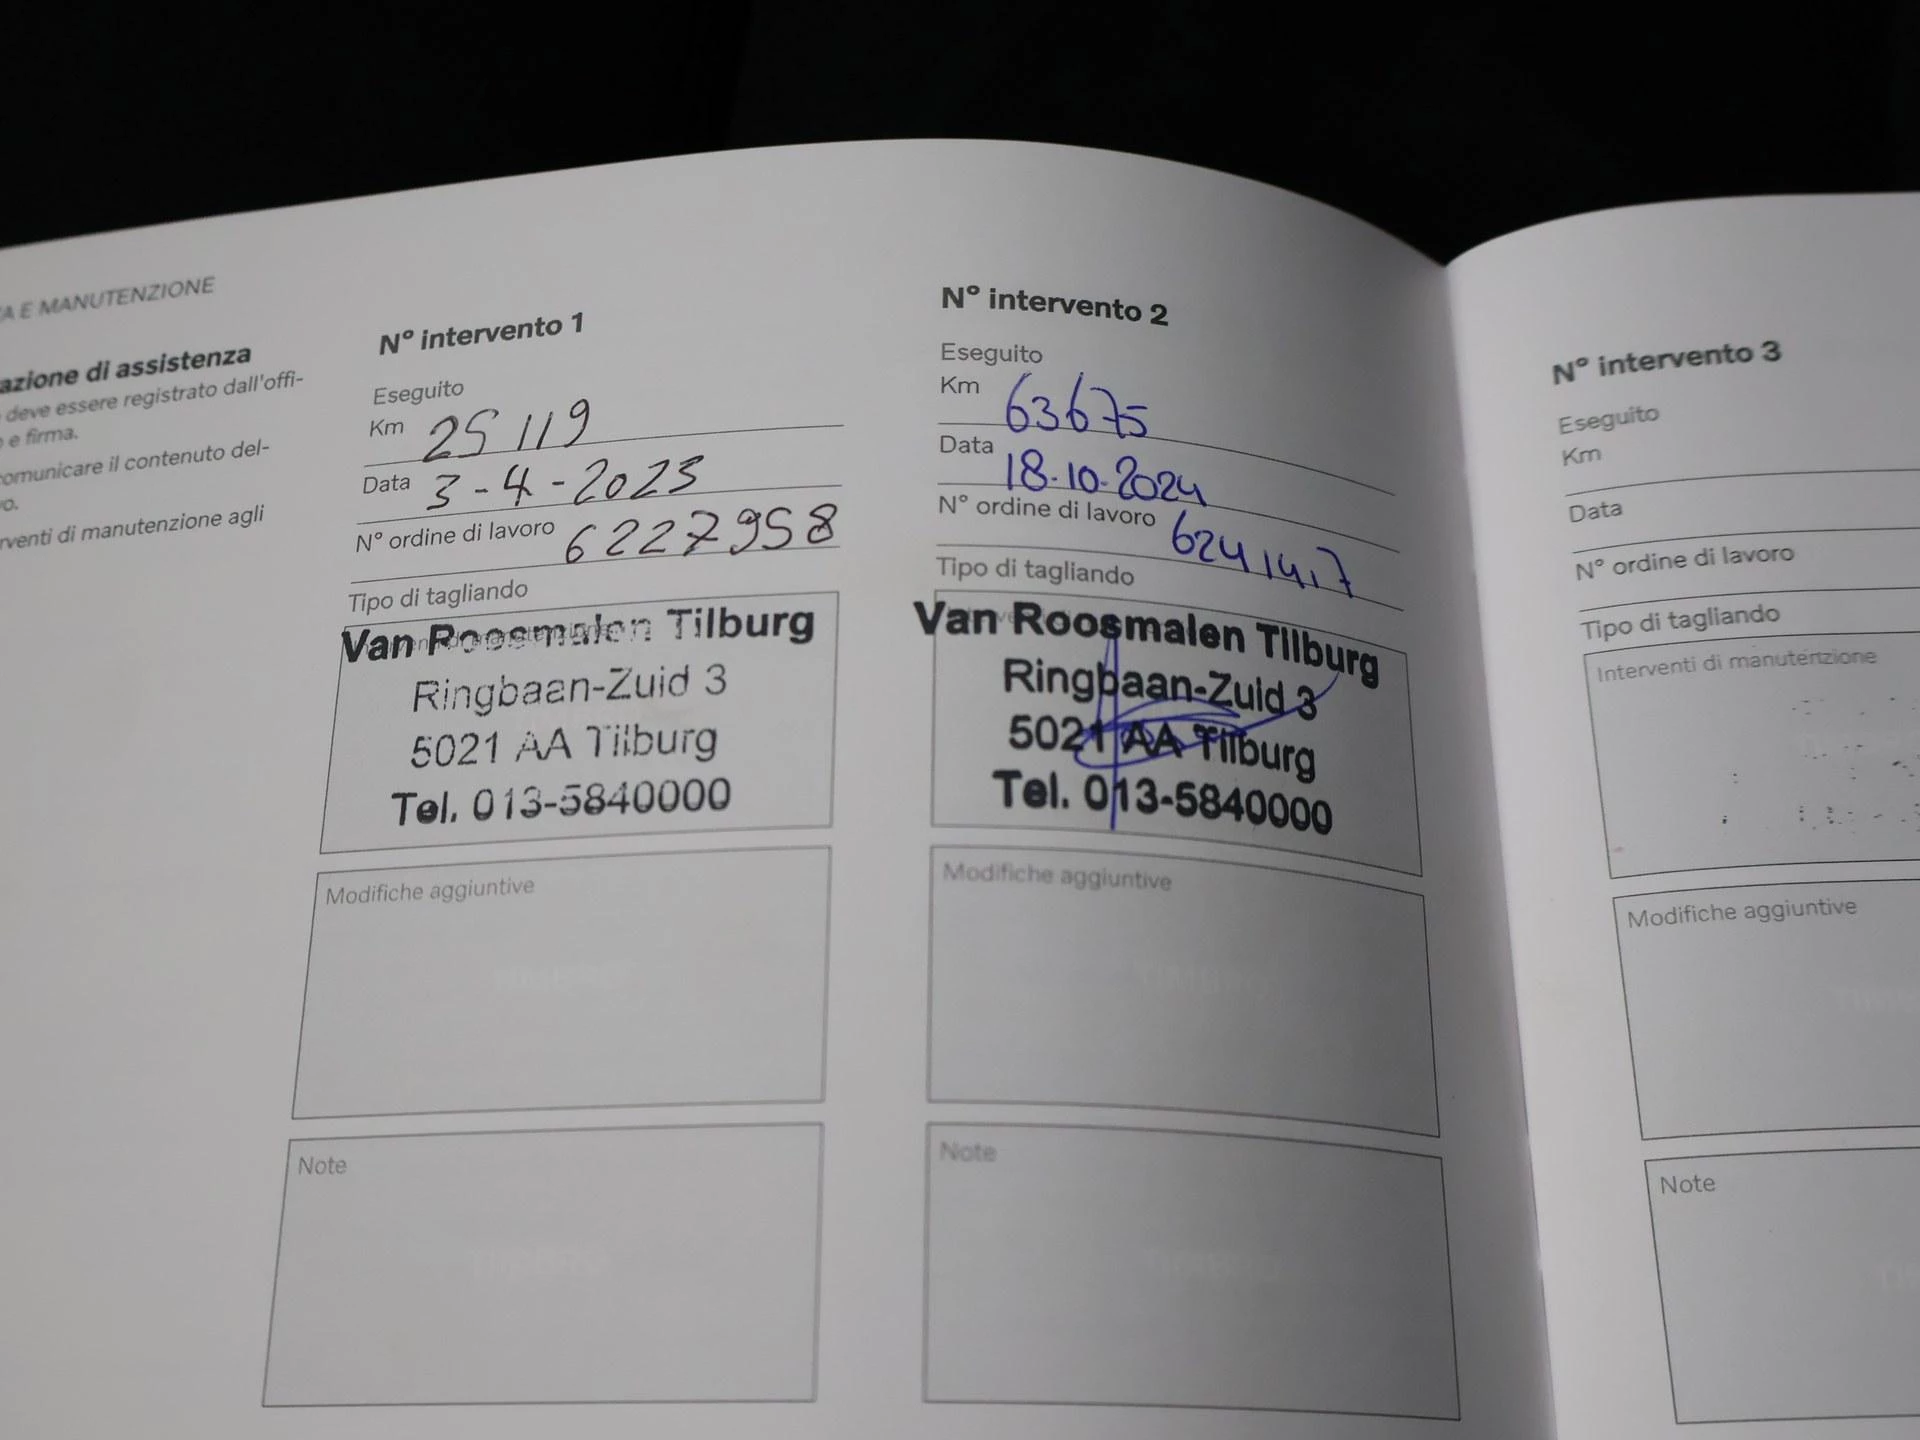 A E MANUTENZIONE
azione di assistenza
deve essere registrato dall'offi-
e firma.
comunicare il contenuto del-
vo.
rventi di manutenzione agli
N° intervento 1
Eseguito
Km 25119
Data 3-4-2023
N° ordine di lavoro 6227958
Tipo di tagliando
Van Roosmalen Tilburg
Ringbaan-Zuid 3
5021 AA Tilburg
Tel. 013-5840000
Modifiche aggiuntive
Note
N° intervento 2
Eseguito
Km 63675
Data 18-10-2024
N° ordine di lavoro 6241417
Tipo di tagliando
Van Roosmalen Tilburg
Ringbaan-Zuid 3
5021 AA Tilburg
Tel. 013-5840000
Modifiche aggiuntive
Note
N° intervento 3
Eseguito
Km
Data
N° ordine di lavoro
Tipo di tagliando
Interventi di manutenzione
Modifiche aggiuntive
Note